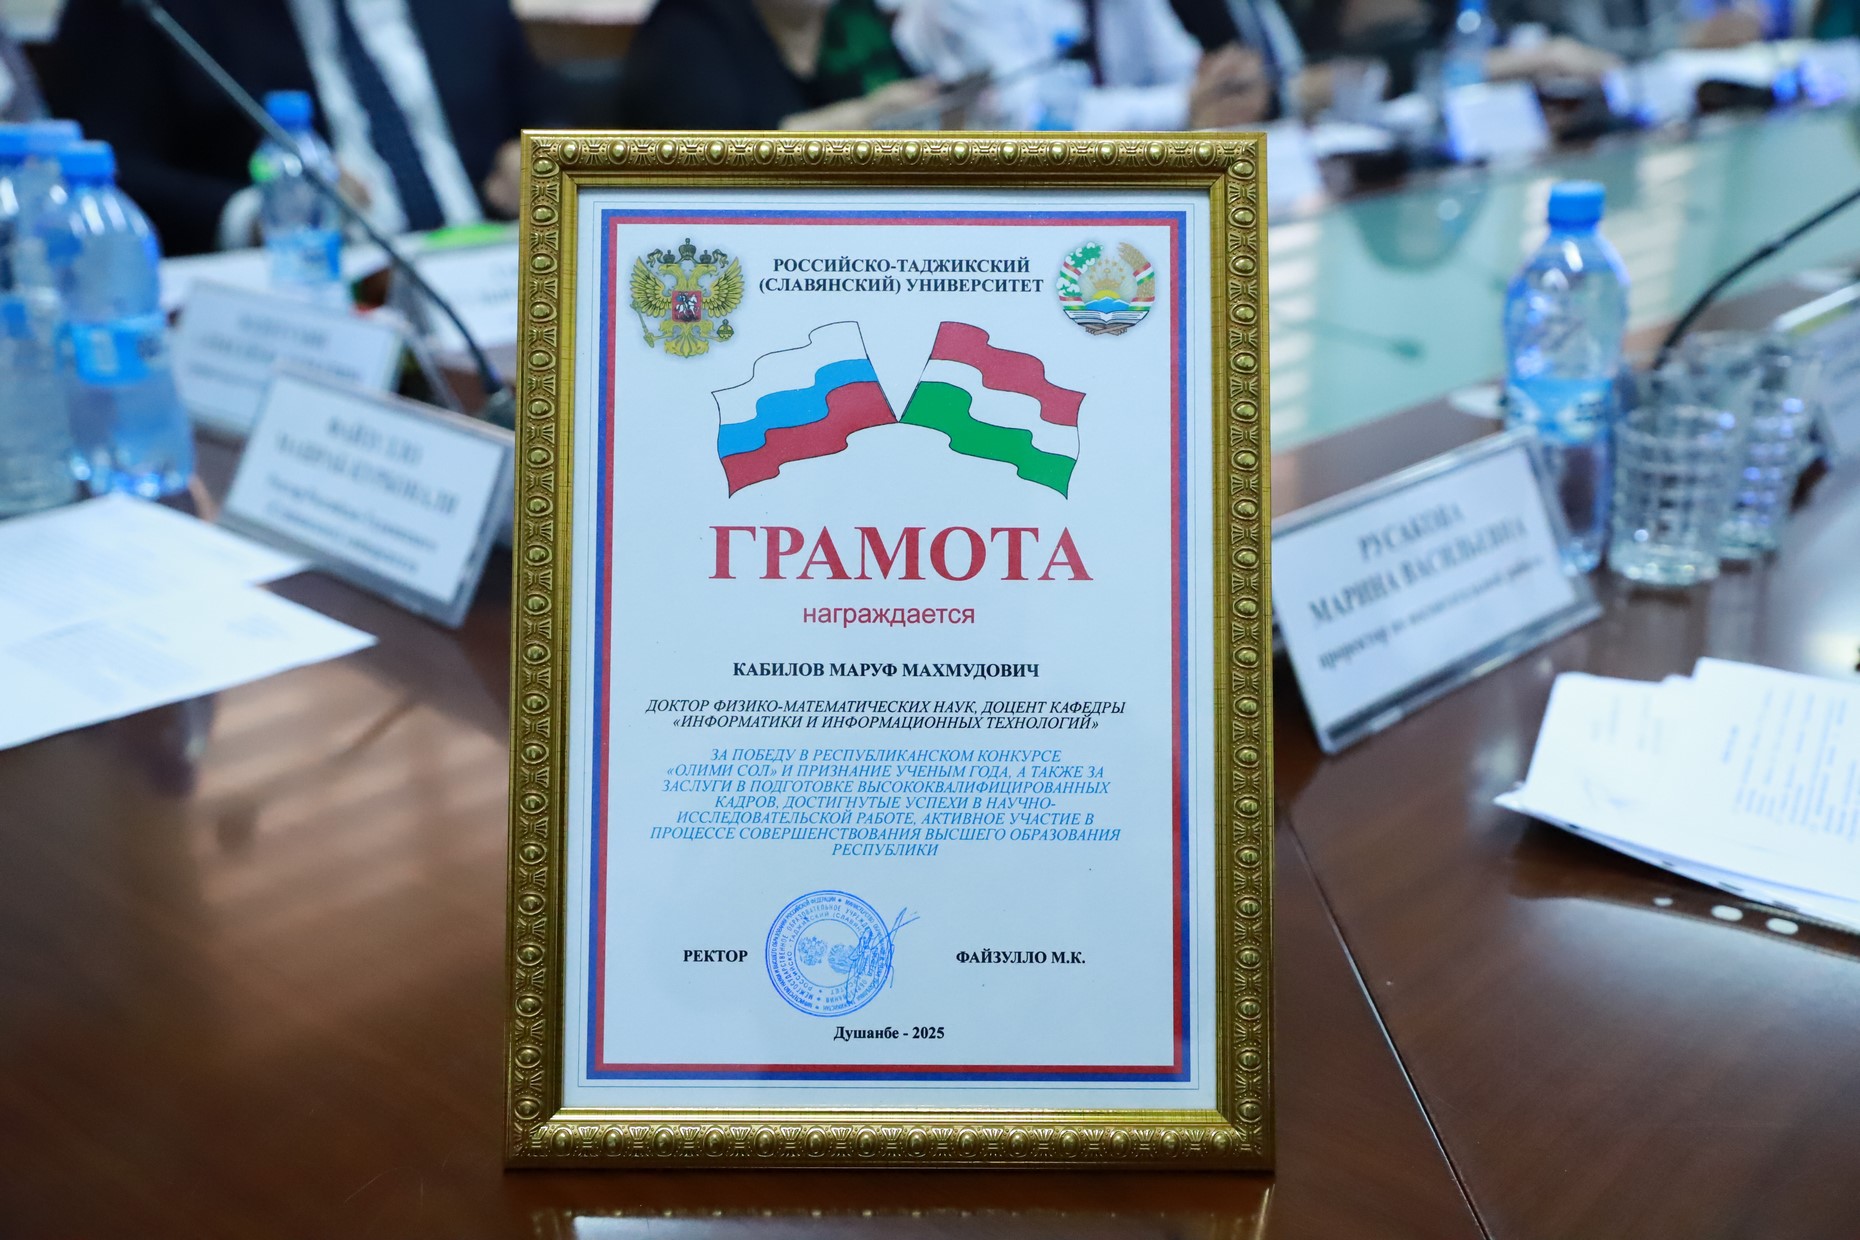 РОССИЙСКО-ТАДЖИКСКИЙ
(СЛАВЯНСКИЙ) УНИВЕРСИТЕТ
ГРАМОТА
награждается
КАБИЛОВ МАРУФ МАХМУДОВИЧ
ДОКТОР ФИЗИКО-МАТЕМАТИЧЕСКИХ НАУК, ДОЦЕНТ КАФЕДРЫ
«ИНФОРМАТИКИ И ИНФОРМАЦИОННЫХ ТЕХНОЛОГИЙ»
ЗА ПОБЕДУ В РЕСПУБЛИКАНСКОМ КОНКУРСЕ
«ОЛИМИ СОЛ» И ПРИЗНАНИЕ УЧЕНЫМ ГОДА, А ТАКЖЕ ЗА
ЗАСЛУГИ В ПОДГОТОВКЕ ВЫСОКОКВАЛИФИЦИРОВАННЫХ
КАДРОВ, ДОСТИГНУТЫЕ УСПЕХИ В НАУЧНО-
ИССЛЕДОВАТЕЛЬСКОЙ РАБОТЕ, АКТИВНОЕ УЧАСТИЕ В
ПРОЦЕССЕ СОВЕРШЕНСТВОВАНИЯ ВЫСШЕГО ОБРАЗОВАНИЯ
РЕСПУБЛИКИ
РЕКТОР
ФАЙЗУЛЛО М.К.
Душанбе - 2025
РУСАКОВА
МАРИНА ВАСИЛЬЕВНА